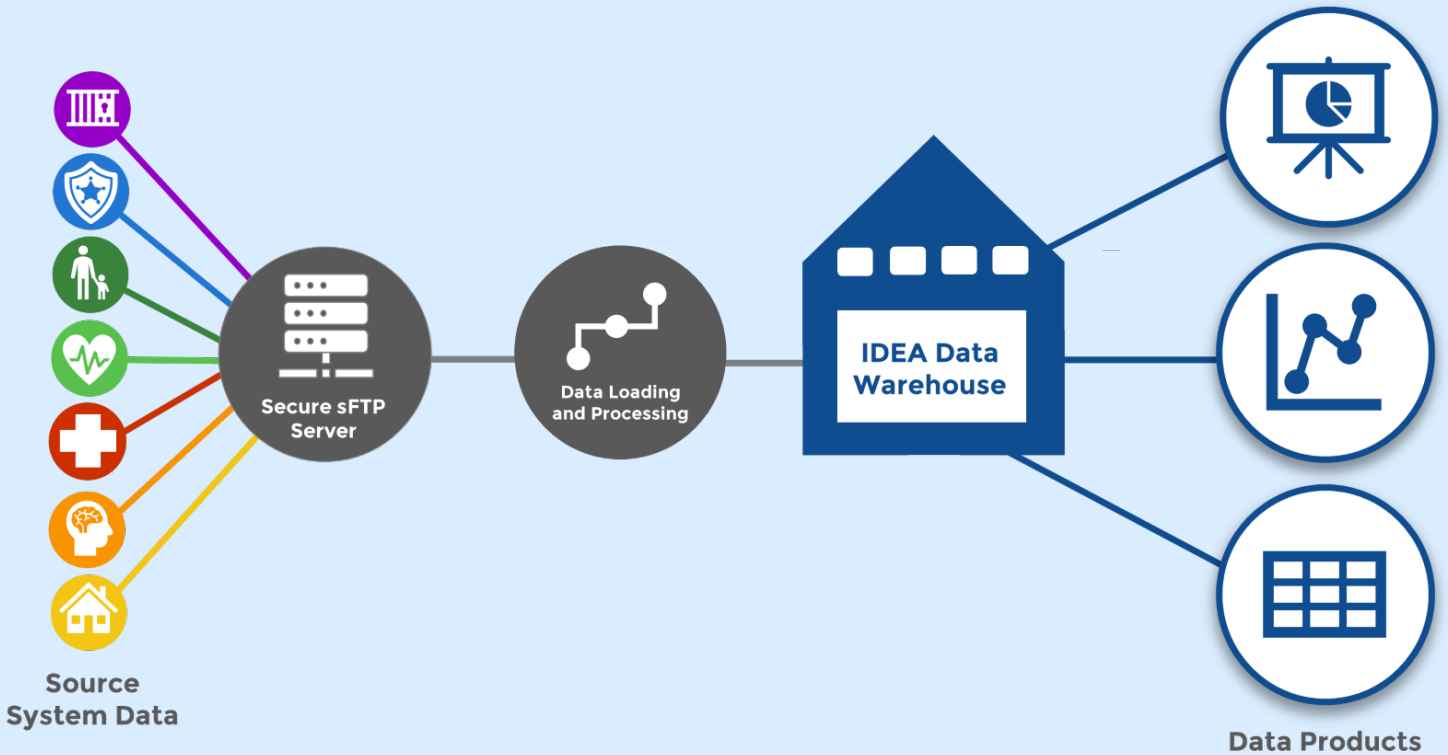 Source
System Data
Secure sFTP
Server
Data Loading
and Processing
IDEA Data
Warehouse
Data Products